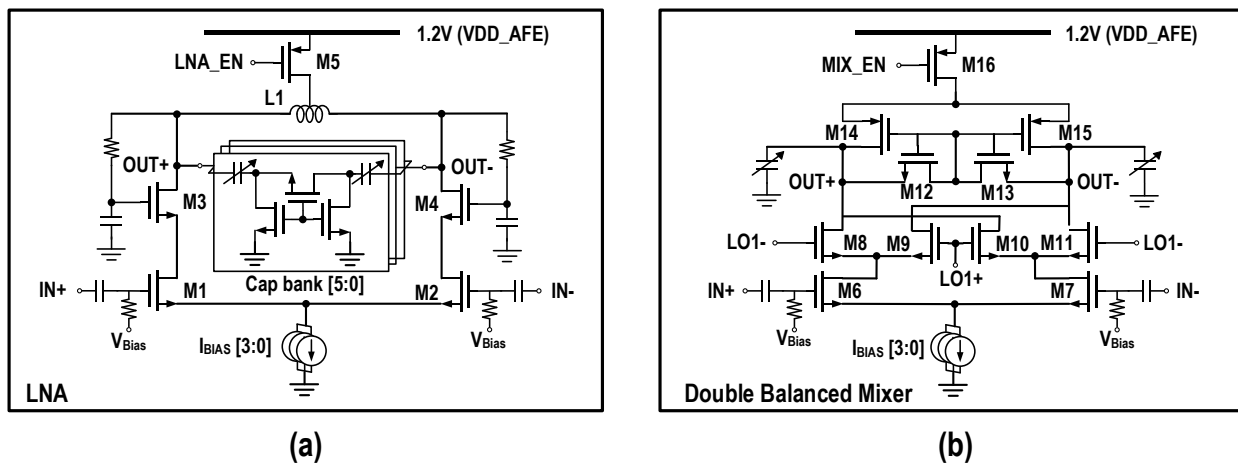 1.2V (VDD_AFE)
LNA_EN
M5
L1
OUT+
OUT-
M3
M4
Cap bank [5:0]
IN+
M1
M2
IN-
VBias
VBias
IBIAS [3:0]
LNA
(a)
1.2V (VDD_AFE)
MIX_EN
M16
M14
M15
OUT+
M12
M13
OUT-
LO1-
M8
M9
M10
M11
LO1-
LO1+
IN+
M6
M7
IN-
VBias
VBias
IBIAS [3:0]
Double Balanced Mixer
(b)